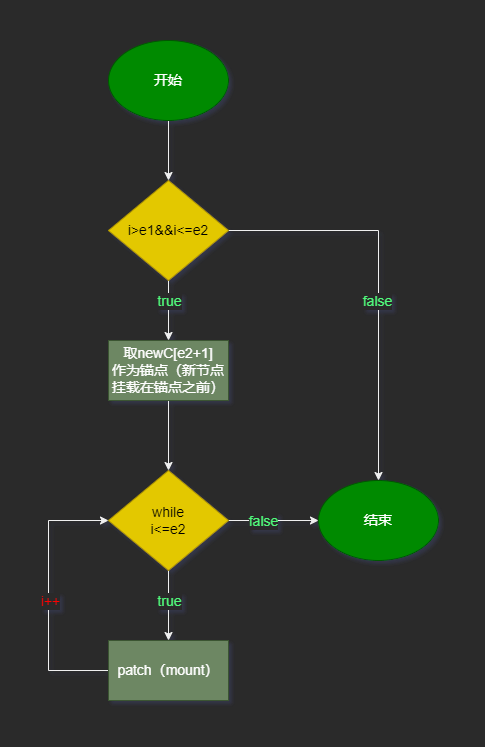 开始
i>e1&&i<=e2
true
false
取newC[e2+1]
作为锚点（新节点
挂载在锚点之前）
while
i<=e2
false
结束
true
i++
patch（mount）